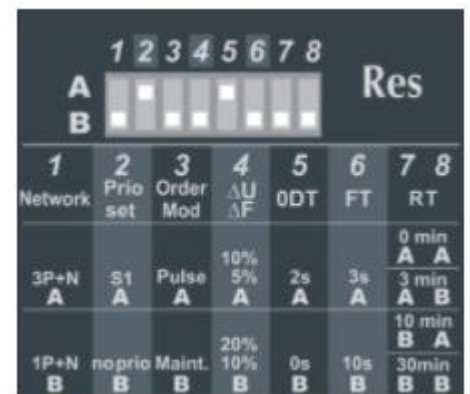 1 2 3 4 5 6 7 8
A
B
Res
1 2 3 4 5 6 7 8
Network Prio set Order Mod ΔU ΔF 0DT FT RT
0 min
A A
3P+N S1 Pulse 10% 5% 2s 3s 3 min
A A A A A A A B
10 min
B A
1P+N noprio Maint. 20% 10% 0s 10s 30min
B B B B B B B B